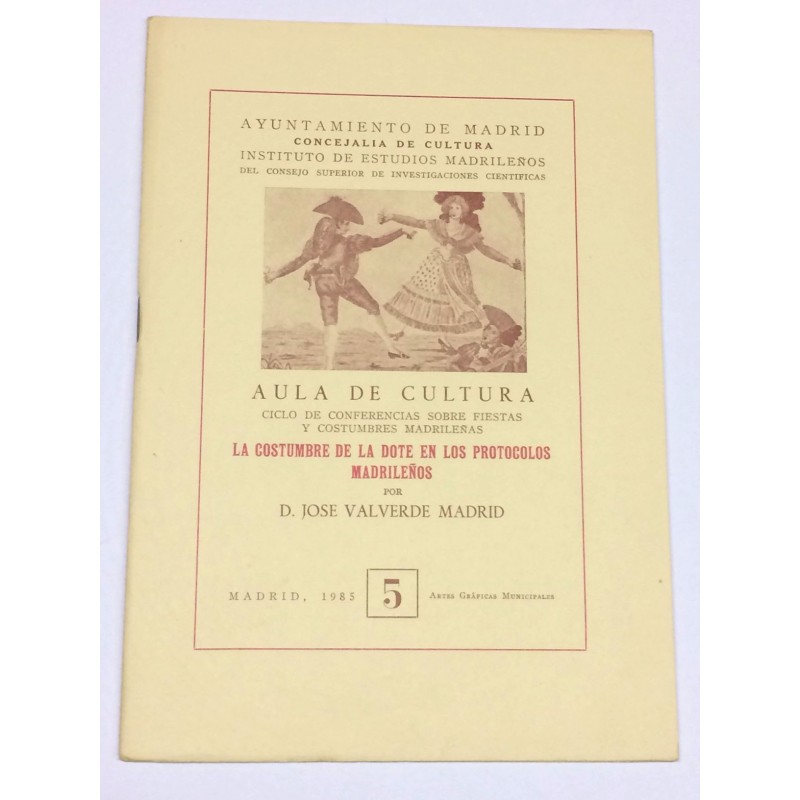 AYUNTAMIENTO DE MADRID
CONCEJALIA DE CULTURA
INSTITUTO DE ESTUDIOS MADRILEÑOS
DEL CONSEJO SUPERIOR DE INVESTIGACIONES CIENTIFICAS
AULA DE CULTURA
CICLO DE CONFERENCIAS SOBRE FIESTAS
Y COSTUMBRES MADRILEÑAS
LA COSTUMBRE DE LA DOTE EN LOS PROTOCOLOS
MADRILEÑOS
POR
D. JOSE VALVERDE MADRID
MADRID, 1985 5 ARTES GRÁFICAS MUNICIPALES